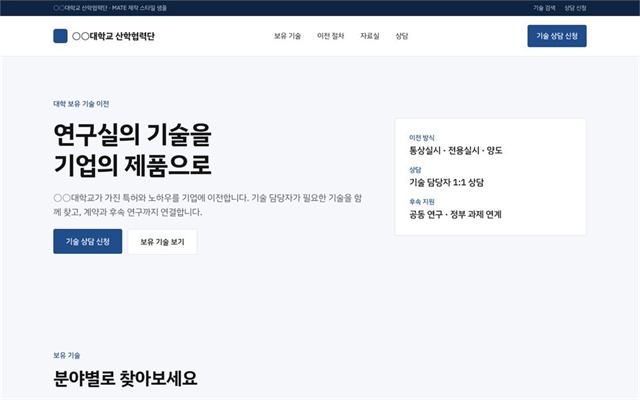 ○○대학교 산학협력단 · MATE 제작 스타일 샘플
기술 검색 상담 신청
○○대학교 산학협력단
보유 기술 이전 절차 자료실 상담
기술 상담 신청
대학 보유 기술 이전
연구실의 기술을
기업의 제품으로
○○대학교가 가진 특허와 노하우를 기업에 이전합니다. 기술 담당자가 필요한 기술을 함
께 찾고, 계약과 후속 연구까지 연결합니다.
기술 상담 신청 보유 기술 보기
이전 방식
통상실시 · 전용실시 · 양도
상담
기술 담당자 1:1 상담
후속 지원
공동 연구 · 정부 과제 연계
보유 기술
분야별로 찾아보세요